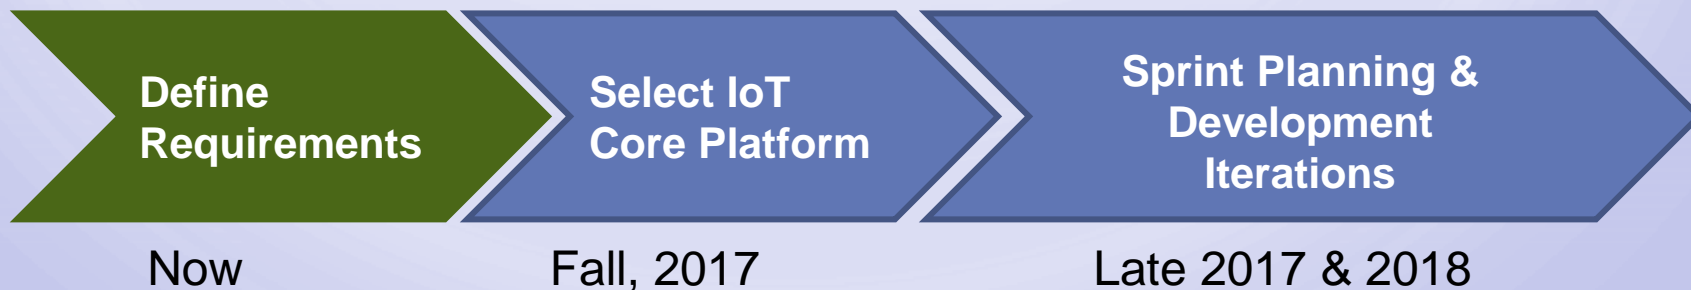 Define
Requirements
Select IoT
Core Platform
Sprint Planning &
Development
Iterations
Now
Fall, 2017
Late 2017 & 2018